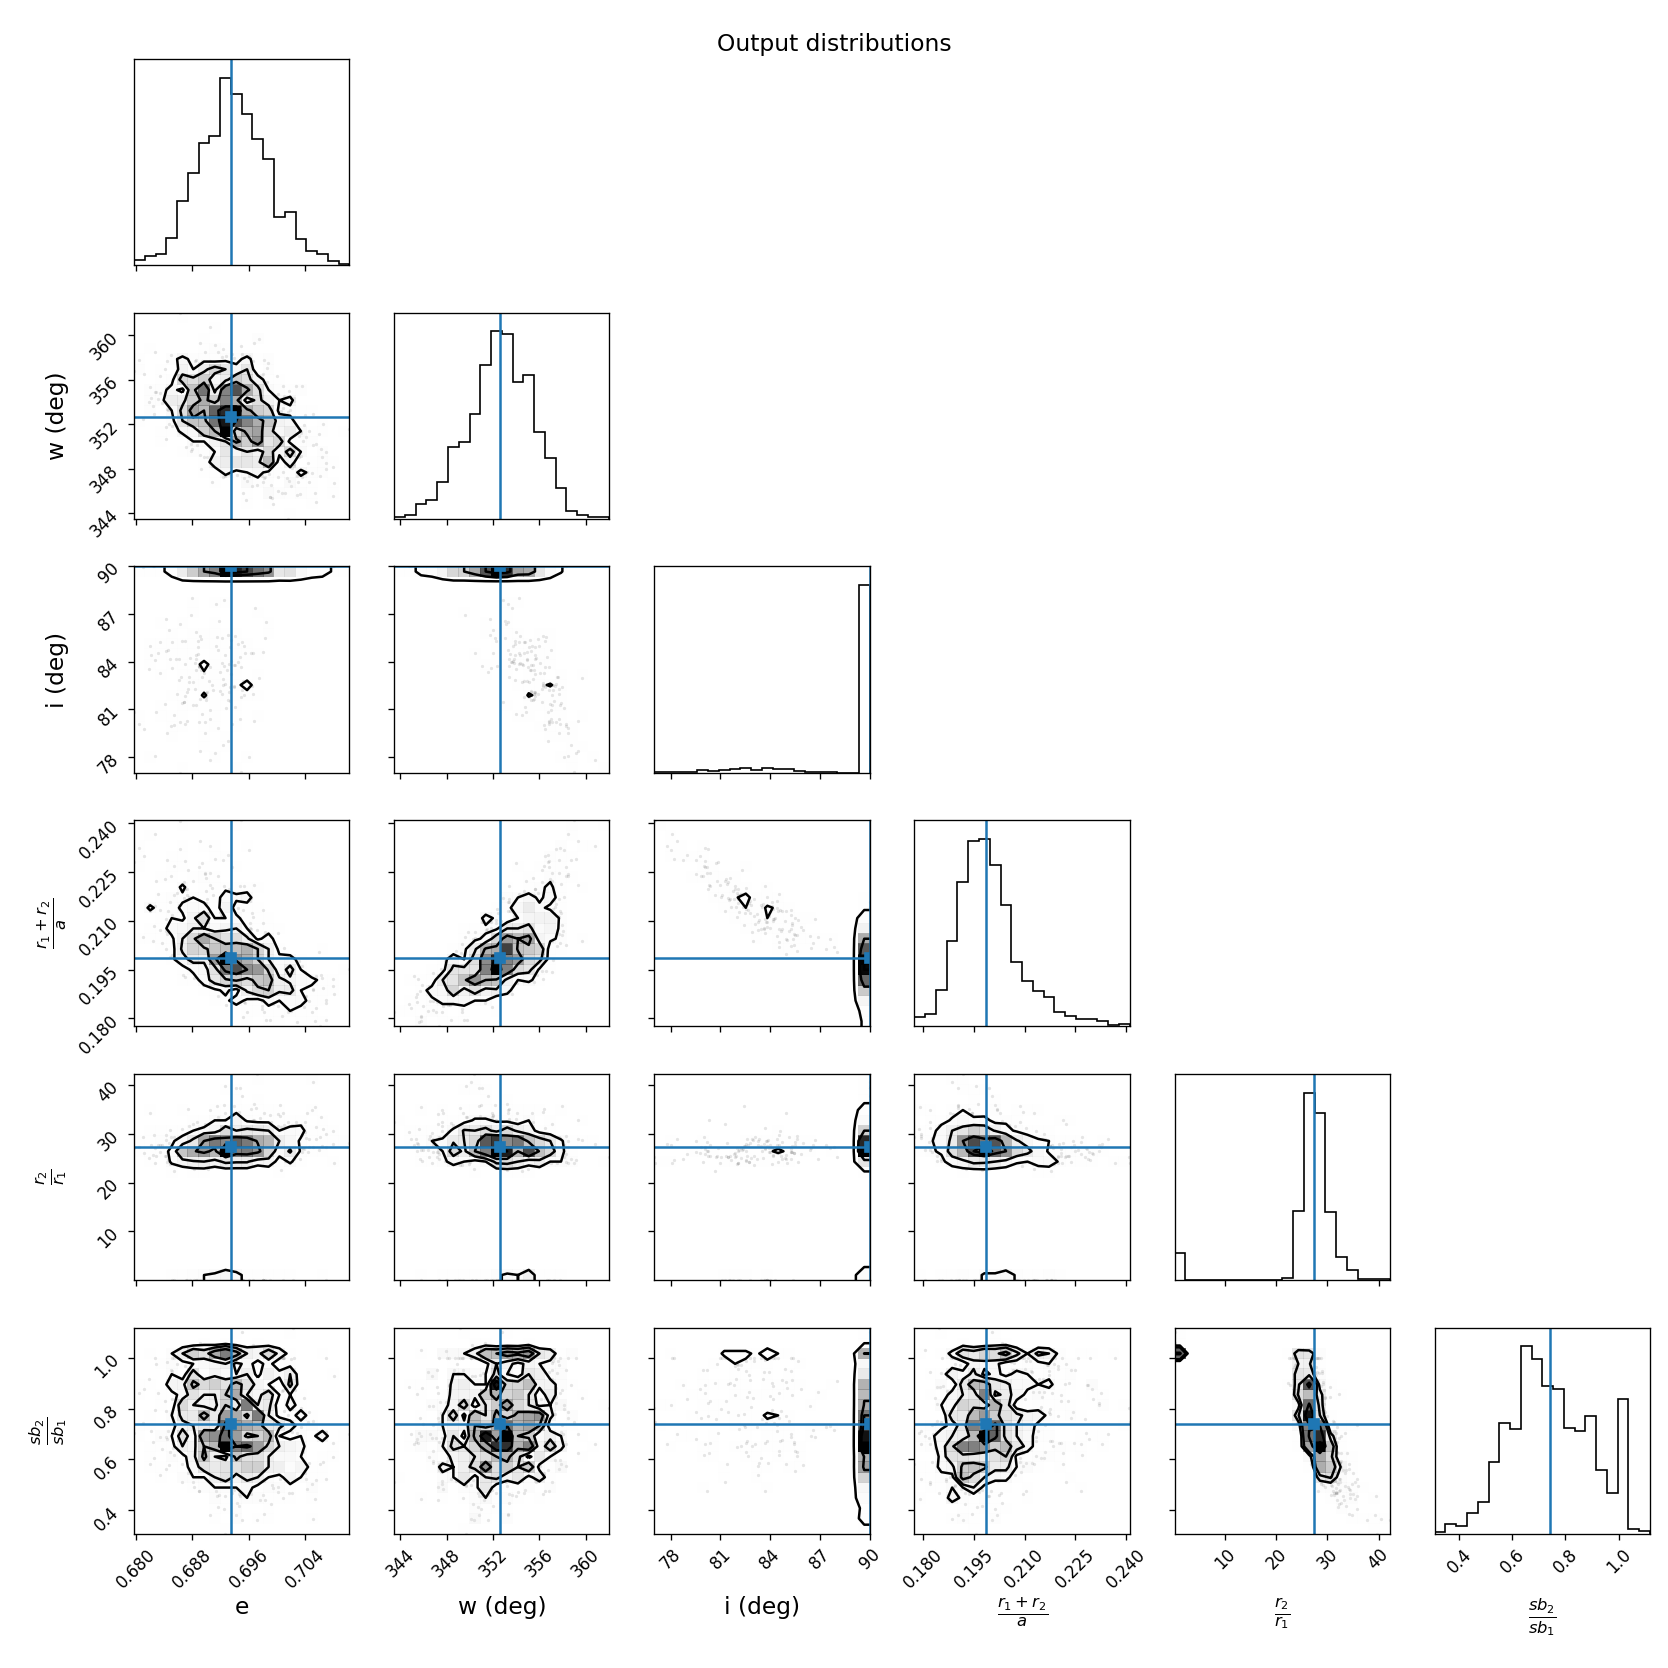 Output distributions
w (deg)
360
356
352
348
344
i (deg)
90
87
84
81
78
r₁ + r₂
a
0.240
0.225
0.210
0.195
0.180
r₂
r₁
40
30
20
10
sb₂
sb₁
1.0
0.8
0.6
0.4
0.680 0.688 0.696 0.704 344 348 352 356 360 78 81 84 87 90 0.180 0.195 0.210 0.225 0.240 10 20 30 40 0.4 0.6 0.8 1.0
e w (deg) i (deg) r₁ + r₂ r₂ sb₂
a r₁ sb₁